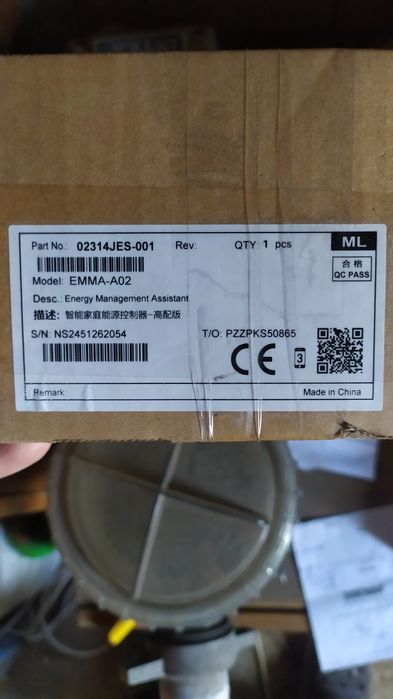 Part No.: 02314JES-001 Rev: QTY: 1 pcs ML
合格
QC PASS
Model: EMMA-A02
Desc.: Energy Management Assistant
描述: 智能家庭能源控制器-高配版
S/N: NS2451262054 T/O: PZZPKS50865
CE 3
Remark: Made in China